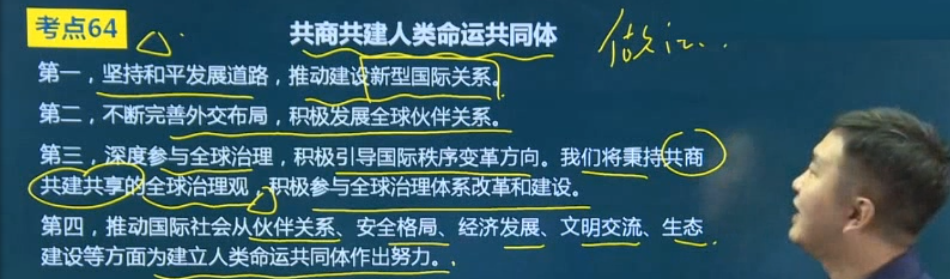 考点64
共商共建人类命运共同体
第一，坚持和平发展道路，推动建设新型国际关系。
第二，不断完善外交布局，积极发展全球伙伴关系。
第三，深度参与全球治理，积极引导国际秩序变革方向。我们将秉持共商
共建共享的全球治理观，积极参与全球治理体系改革和建设。
第四，推动国际社会从伙伴关系、安全格局、经济发展、文明交流、生态
建设等方面为建立人类命运共同体作出努力。